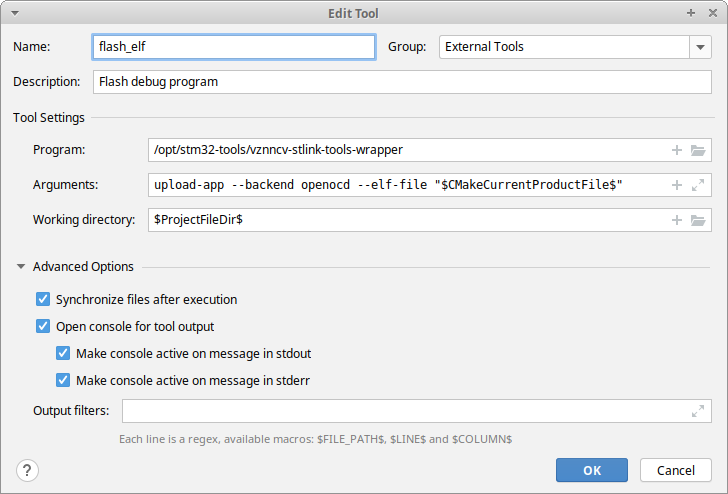 Edit Tool
Name: flash_elf Group: External Tools
Description: Flash debug program
Tool Settings
Program: /opt/stm32-tools/vznncv-stlink-tools-wrapper
Arguments: upload-app --backend openocd --elf-file "$CMakeCurrentProductFile$"
Working directory: $ProjectFileDir$
Advanced Options
Synchronize files after execution
Open console for tool output
Make console active on message in stdout
Make console active on message in stderr
Output filters:
Each line is a regex, available macros: $FILE_PATH$, $LINE$ and $COLUMN$
? OK Cancel